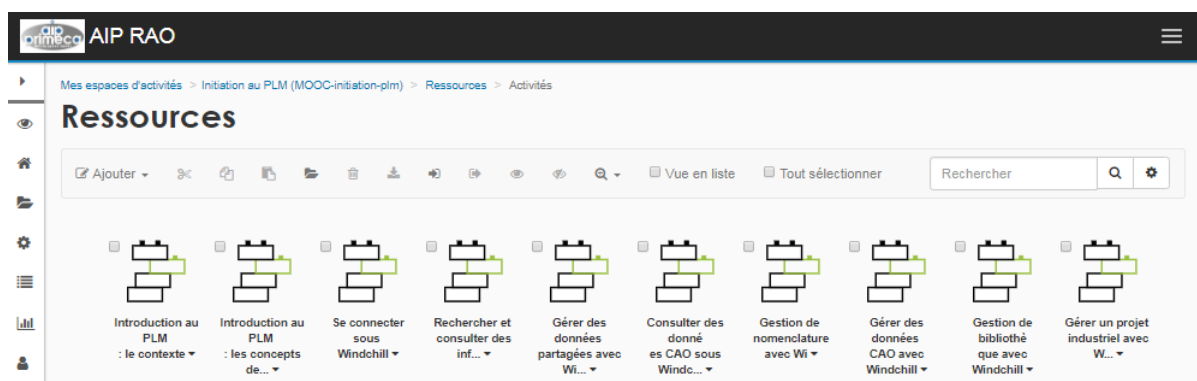 aip primeca AIP RAO
Mes espaces d'activités > Initiation au PLM (MOOC-initiation-plm) > Ressources > Activités
Ressources
Ajouter Vue en liste Tout sélectionner Rechercher
Introduction au
PLM
: le contexte
Introduction au
PLM
: les concepts
de...
Se connecter
sous
Windchill
Rechercher et
consulter des
inf...
Gérer des
données
partagées avec
Wi...
Consulter des
donné
es CAO sous
Windc...
Gestion de
nomenclature
avec Wi
Gérer des
données
CAO avec
Windchill
Gestion de
bibliothè
que avec
Windchill
Gérer un projet
industriel avec
W...